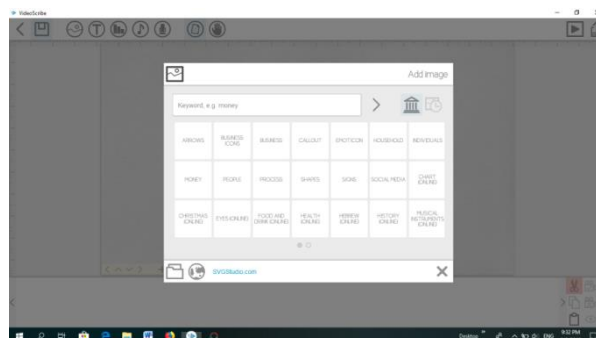 VideoScribe
Add image
Keyword, e.g. money
ARROWS
BUSINESS ICONS
BUSINESS
CALLOUT
EMOTICON
HOUSEHOLD
INDIVIDUALS
MONEY
PEOPLE
PROCESS
SHAPES
SIGNS
SOCIAL MEDIA
CHART (ONLINE)
CHRISTMAS (ONLINE)
EYES (ONLINE)
FOOD AND DRINK (ONLINE)
HEALTH (ONLINE)
HEBREW (ONLINE)
HISTORY (ONLINE)
MUSICAL INSTRUMENTS (ONLINE)
SVGStudio.com
Desktop
ENG
9:32 PM